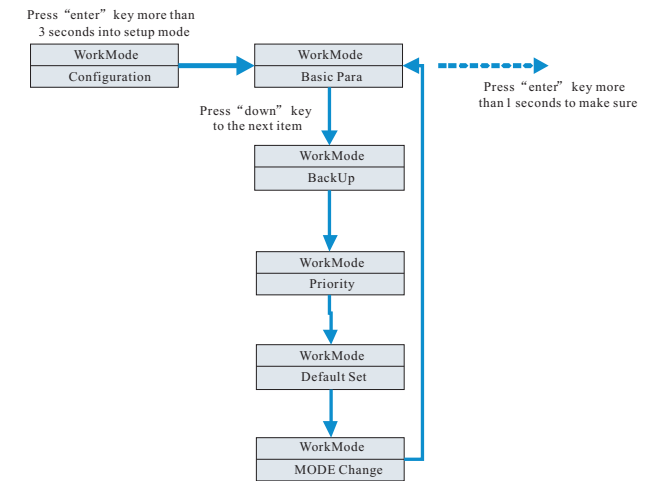 Press “enter” key more than
3 seconds into setup mode
WorkMode
Configuration
WorkMode
Basic Para
Press “enter” key more
than 1 seconds to make sure
Press “down” key
to the next item
WorkMode
BackUp
WorkMode
Priority
WorkMode
Default Set
WorkMode
MODE Change